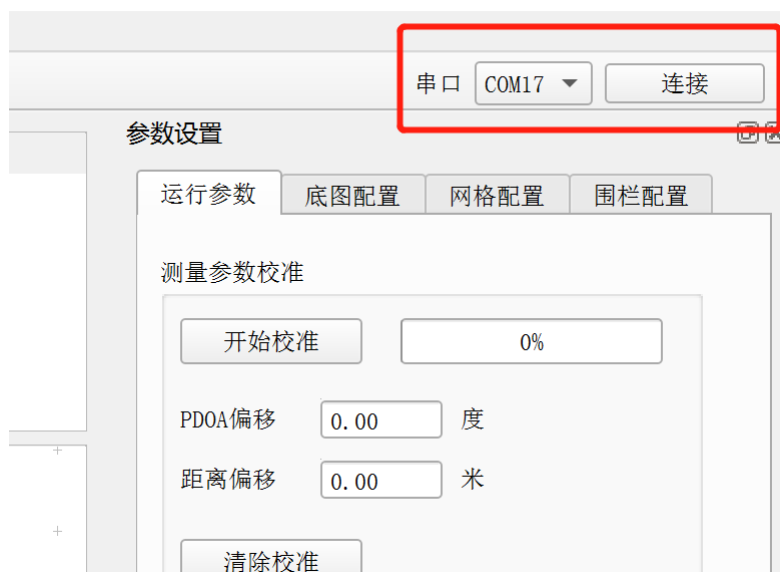 串口 COM17 连接
参数设置
运行参数 底图配置 网格配置 围栏配置
测量参数校准
开始校准 0%
PDOA偏移 0.00 度
距离偏移 0.00 米
清除校准